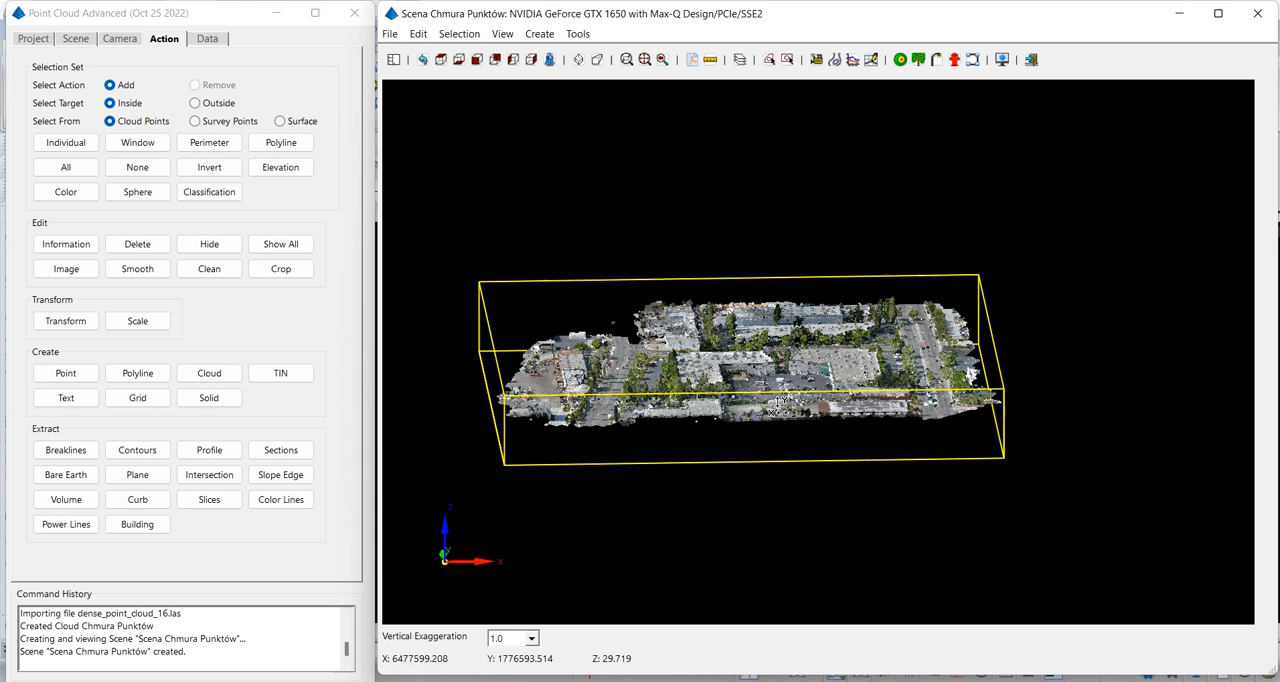 Point Cloud Advanced (Oct 25 2022)
Project Scene Camera Action Data
Selection Set
Select Action Add Remove
Select Target Inside Outside
Select From Cloud Points Survey Points Surface
Individual Window Perimeter Polyline
All None Invert Elevation
Color Sphere Classification
Edit
Information Delete Hide Show All
Image Smooth Clean Crop
Transform
Transform Scale
Create
Point Polyline Cloud TIN
Text Grid Solid
Extract
Breaklines Contours Profile Sections
Bare Earth Plane Intersection Slope Edge
Volume Curb Slices Color Lines
Power Lines Building
Command History
Importing file dense_point_cloud_16.las
Created Cloud Chmura Punktów
Creating and viewing Scene "Scena Chmura Punktów"...
Scene "Scena Chmura Punktów" created.
Scena Chmura Punktów: NVIDIA GeForce GTX 1650 with Max-Q Design/PCIe/SSE2
File Edit Selection View Create Tools
z
y
x
Vertical Exaggeration 1.0
X: 6477599.208 Y: 1776593.514 Z: 29.719